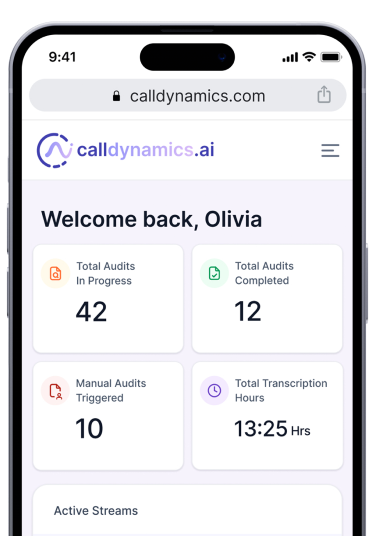 9:41
calldynamics.com
calldynamics.ai
Welcome back, Olivia
Total Audits
In Progress
42
Total Audits
Completed
12
Manual Audits
Triggered
10
Total Transcription
Hours
13:25 Hrs
Active Streams